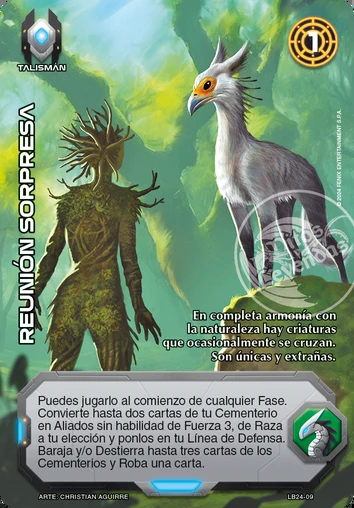 TALISMÁN
1
REUNIÓN SORPRESA
© 2024 FENIX ENTERTAINMENT S.P.A
En completa armonía con
la naturaleza hay criaturas
que ocasionalmente se cruzan.
Son únicas y extrañas.
Puedes jugarlo al comienzo de cualquier Fase.
Convierte hasta dos cartas de tu Cementerio
en Aliados sin habilidad de Fuerza 3, de Raza
a tu elección y ponlos en tu Línea de Defensa.
Baraja y/o Destierra hasta tres cartas de los
Cementerios y Roba una carta.
ARTE: CHRISTIAN AGUIRRE
LB24-09